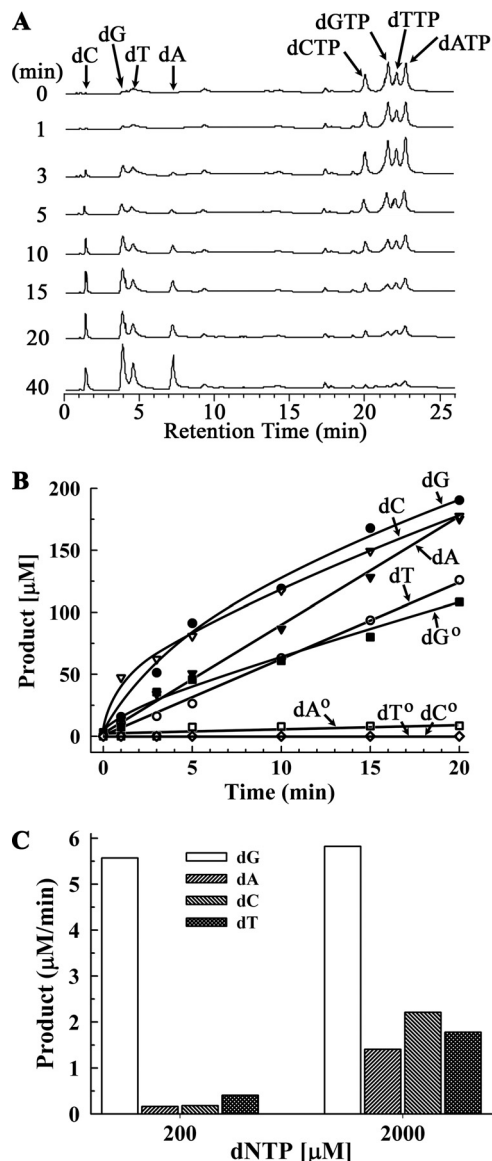 A
dGTP dTTP
dG dCTP dATP
dC dT dA
(min)
0
1
3
5
10
15
20
40
0 5 10 15 20 25
Retention Time (min)
B
200
150
100
50
0
Product [µM]
dG
dC
dA
dT
dG°
dA° dT° dC°
0 5 10 15 20
Time (min)
C
6
5
4
3
2
1
0
Product (µM/min)
dG
dA
dC
dT
200 2000
dNTP [µM]